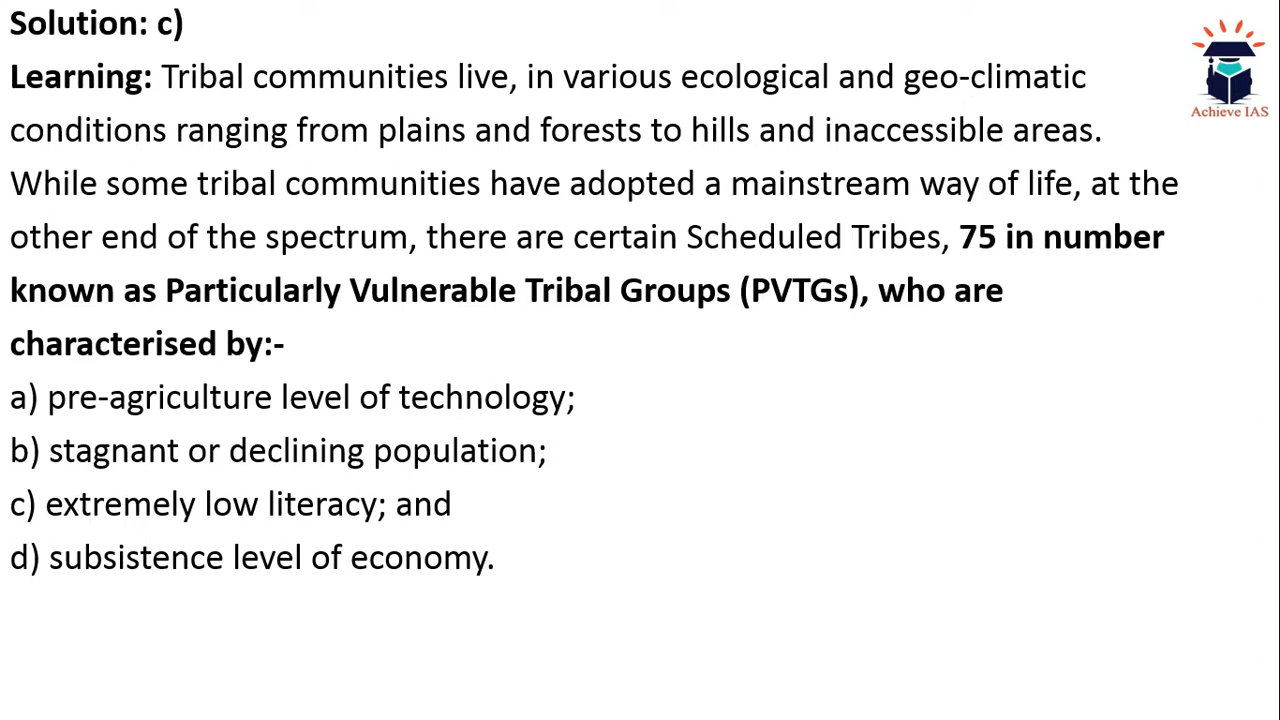 Solution: c)
Learning: Tribal communities live, in various ecological and geo-climatic
conditions ranging from plains and forests to hills and inaccessible areas.
While some tribal communities have adopted a mainstream way of life, at the
other end of the spectrum, there are certain Scheduled Tribes, 75 in number
known as Particularly Vulnerable Tribal Groups (PVTGs), who are
characterised by:-
a) pre-agriculture level of technology;
b) stagnant or declining population;
c) extremely low literacy; and
d) subsistence level of economy.
Achieve IAS